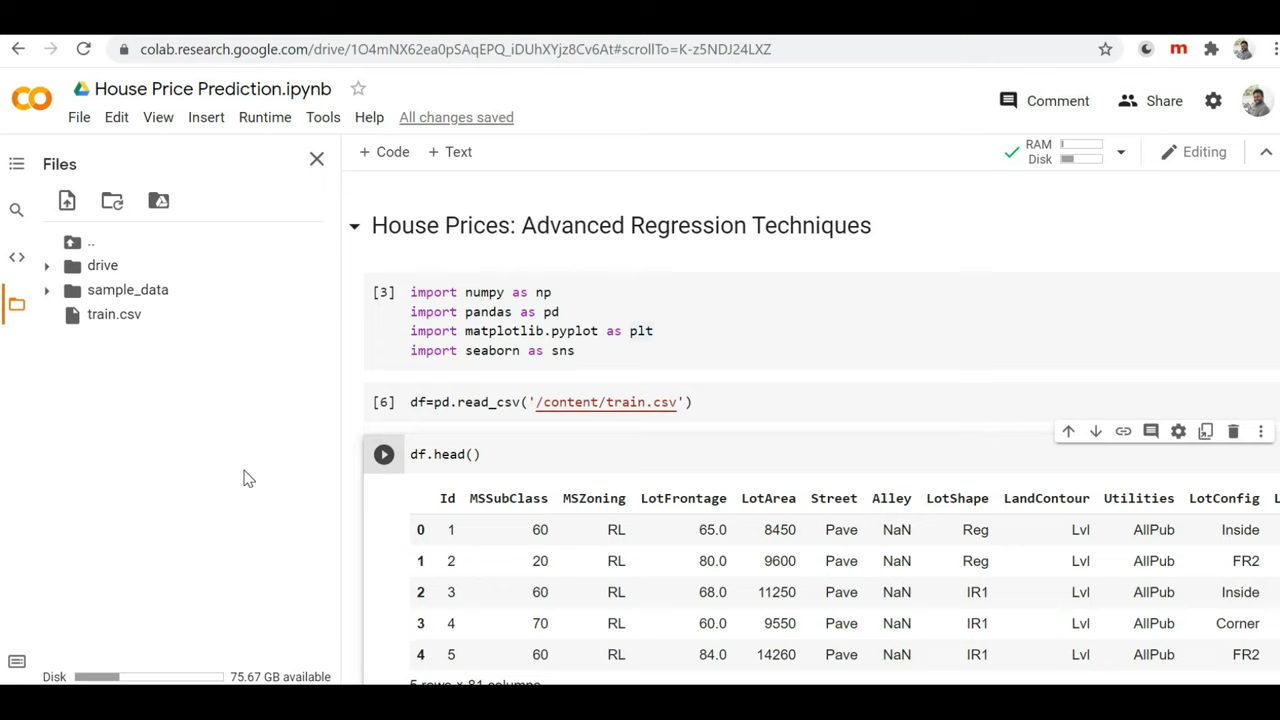 colab.research.google.com/drive/1O4mNX62ea0pSAqEPQ_iDUhXYjz8Cv6At#scrollTo=K-z5NDJ24LXZ
m
CO
House Price Prediction.ipynb
File Edit View Insert Runtime Tools Help All changes saved
Comment Share
Files
+ Code + Text
RAM
Disk
Editing
..
drive
sample_data
train.csv
House Prices: Advanced Regression Techniques
[3] import numpy as np
import pandas as pd
import matplotlib.pyplot as plt
import seaborn as sns
[6] df=pd.read_csv('/content/train.csv')
df.head()
Id MSSubClass MSZoning LotFrontage LotArea Street Alley LotShape LandContour Utilities LotConfig L
0 1 60 RL 65.0 8450 Pave NaN Reg Lvl AllPub Inside
1 2 20 RL 80.0 9600 Pave NaN Reg Lvl AllPub FR2
2 3 60 RL 68.0 11250 Pave NaN IR1 Lvl AllPub Inside
3 4 70 RL 60.0 9550 Pave NaN IR1 Lvl AllPub Corner
4 5 60 RL 84.0 14260 Pave NaN IR1 Lvl AllPub FR2
5 rows x 81 columns
Disk 75.67 GB available